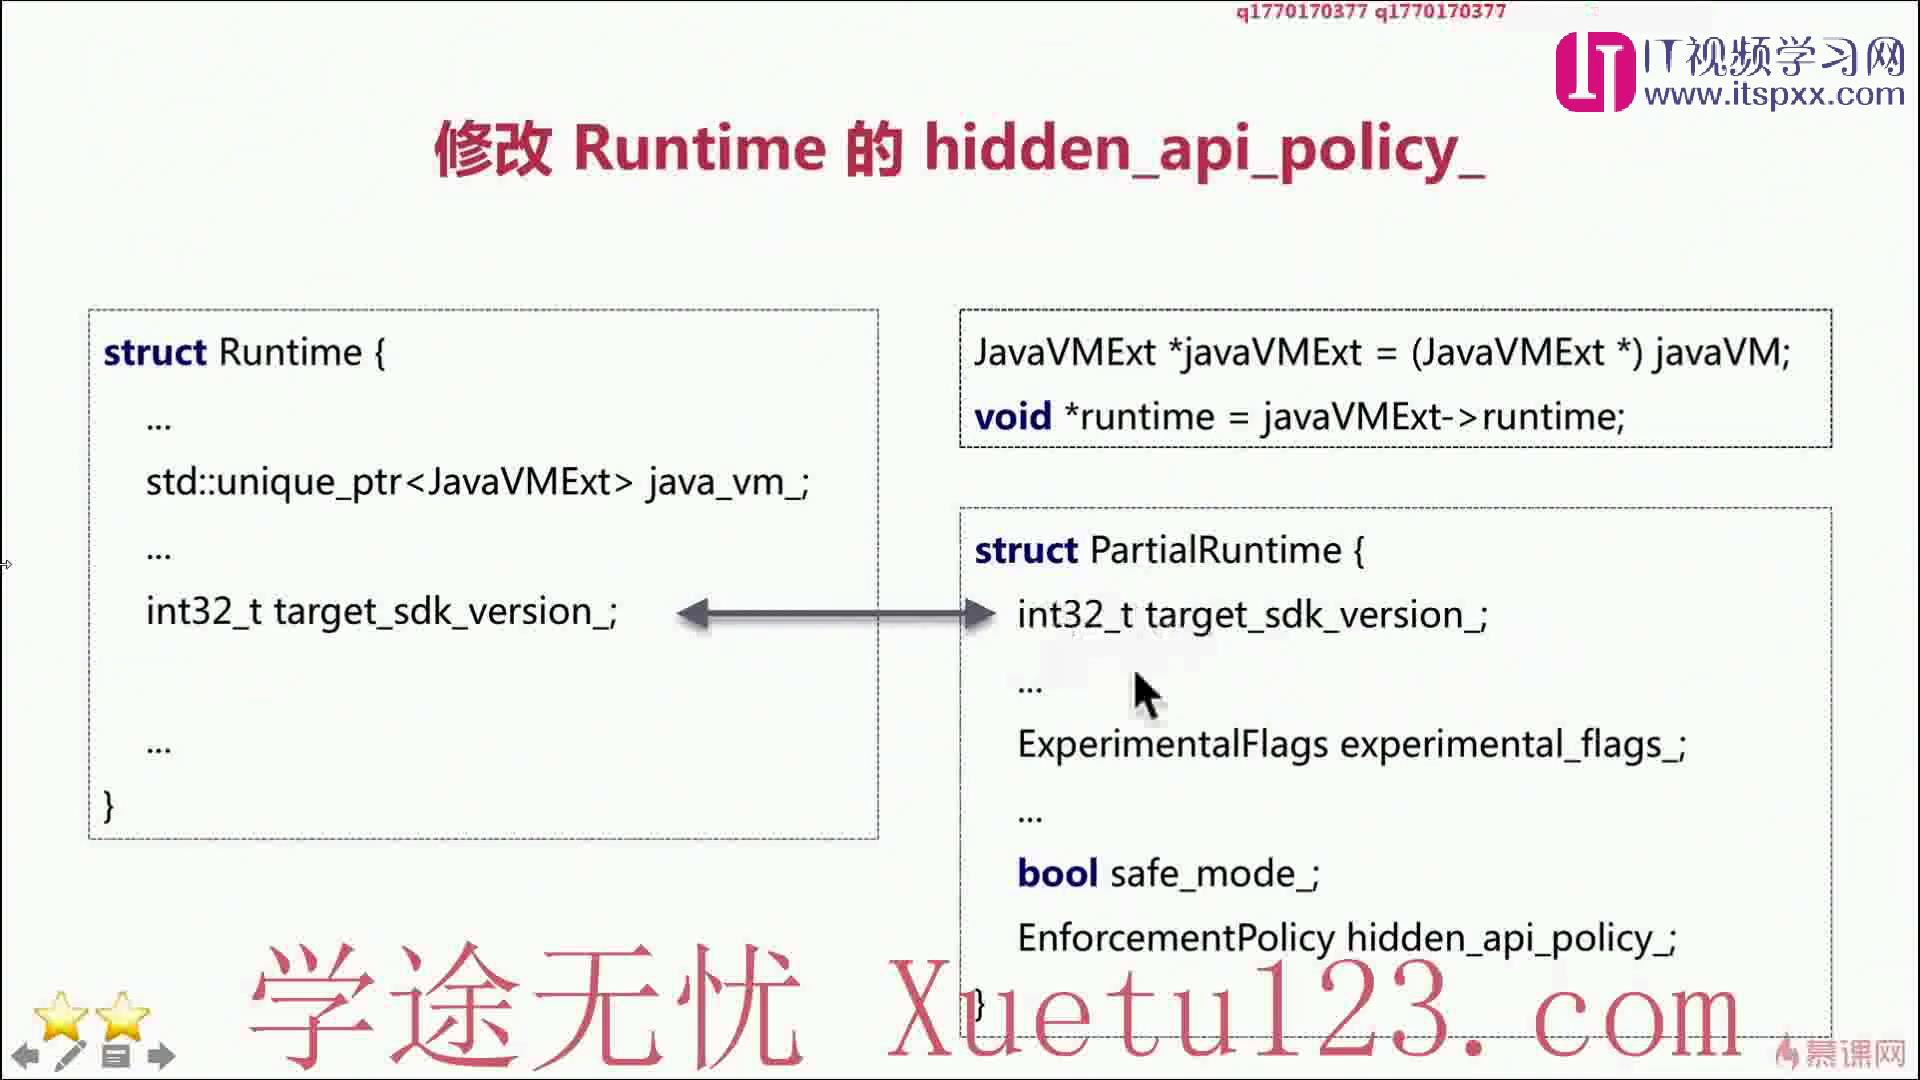 q1770170377 q1770170377
IT视频学习网
www.itspxx.com
修改 Runtime 的 hidden_api_policy_
struct Runtime {
...
std::unique_ptr<JavaVMExt> java_vm_;
...
int32_t target_sdk_version_;
...
}
JavaVMExt *javaVMExt = (JavaVMExt *) javaVM;
void *runtime = javaVMExt->runtime;
struct PartialRuntime {
int32_t target_sdk_version_;
...
ExperimentalFlags experimental_flags_;
...
bool safe_mode_;
EnforcementPolicy hidden_api_policy_;
}
学途无忧 Xuetu123.com
慕课网